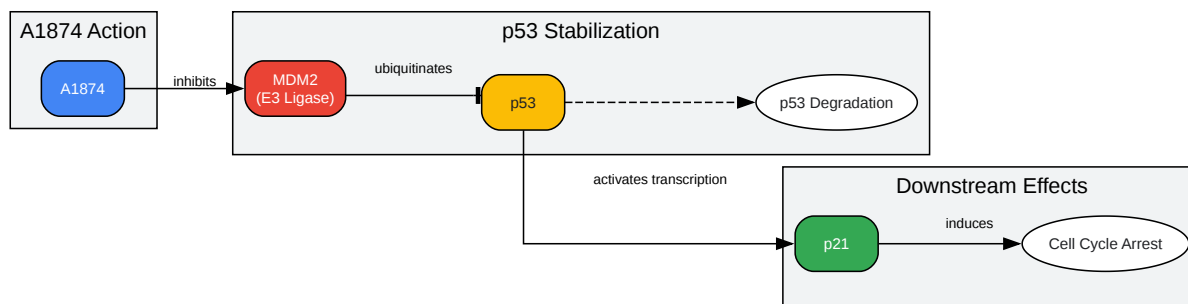 A1874 Action
p53 Stabilization
A1874
inhibits
MDM2
(E3 Ligase)
ubiquitinates
p53
p53 Degradation
activates transcription
Downstream Effects
p21
induces
Cell Cycle Arrest